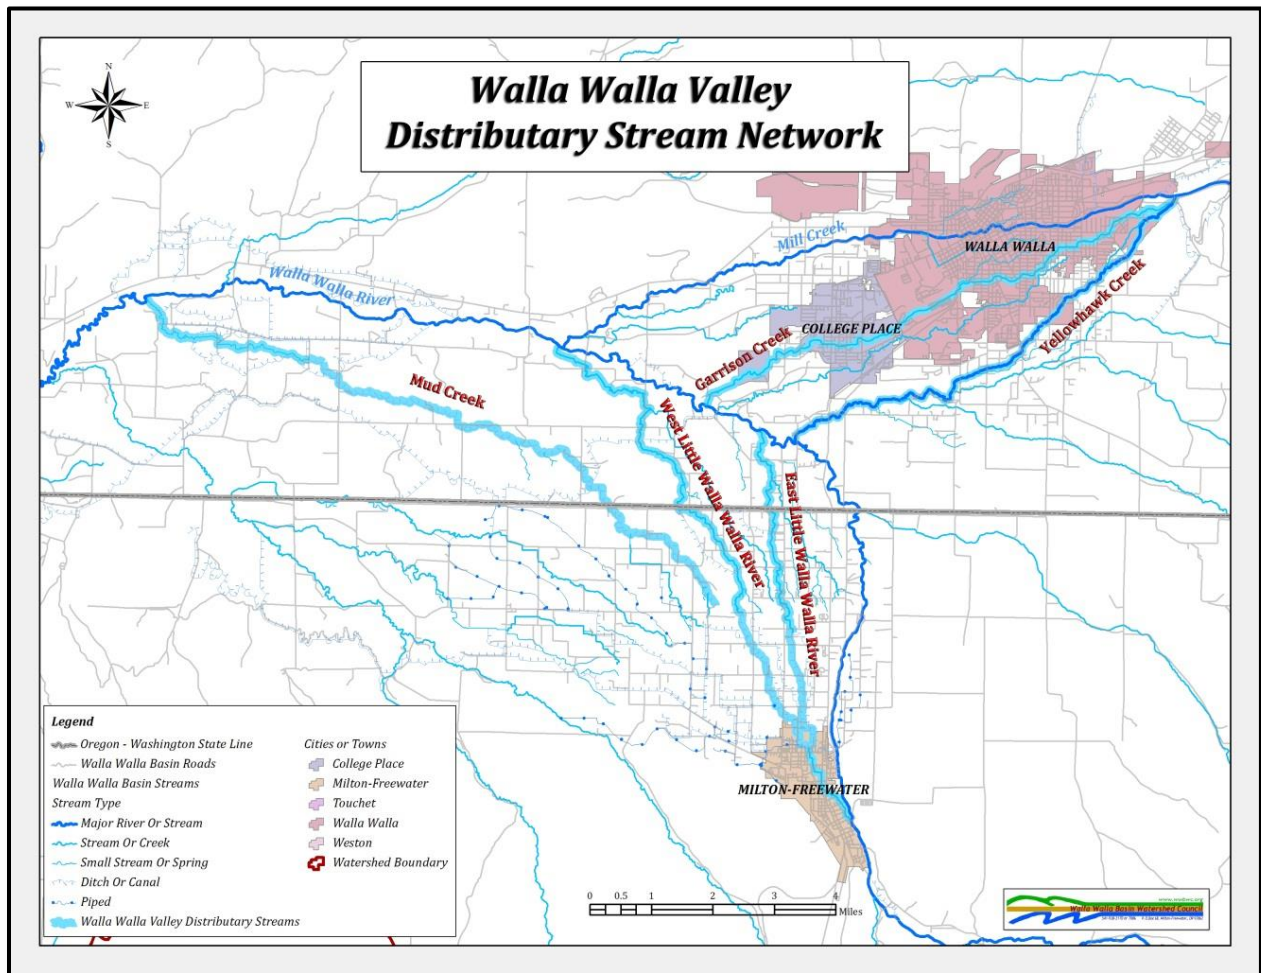 Walla Walla Valley
Distributary Stream Network
N
W
E
S
Mill Creek
WALLA WALLA
Walla Walla River
Yellowhawk Creek
COLLEGE PLACE
Garrison Creek
Mud Creek
West Little Walla Walla River
East Little Walla Walla River
MILTON-FREEWATER
Legend
Oregon - Washington State Line
Walla Walla Basin Roads
Walla Walla Basin Streams
Stream Type
Major River Or Stream
Stream Or Creek
Small Stream Or Spring
Ditch Or Canal
Piped
Walla Walla Valley Distributary Streams
Cities or Towns
College Place
Milton-Freewater
Touchet
Walla Walla
Weston
Watershed Boundary
0 0.5 1 2 3 4
Miles
Walla Walla Basin Watershed Council